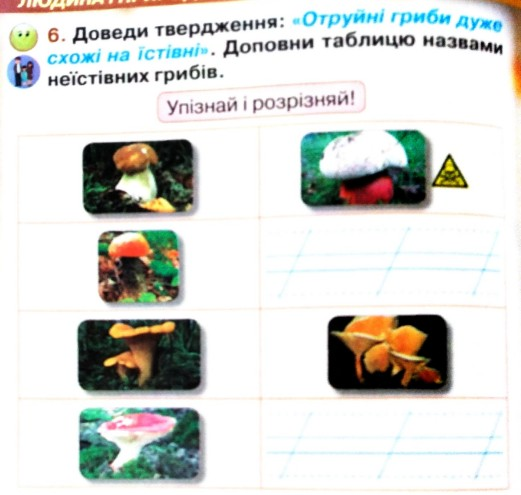 6. Доведи твердження: «Отруйні гриби дуже
схожі на їстівні». Доповни таблицю назвами
неїстівних грибів.
Упізнай і розрізняй!